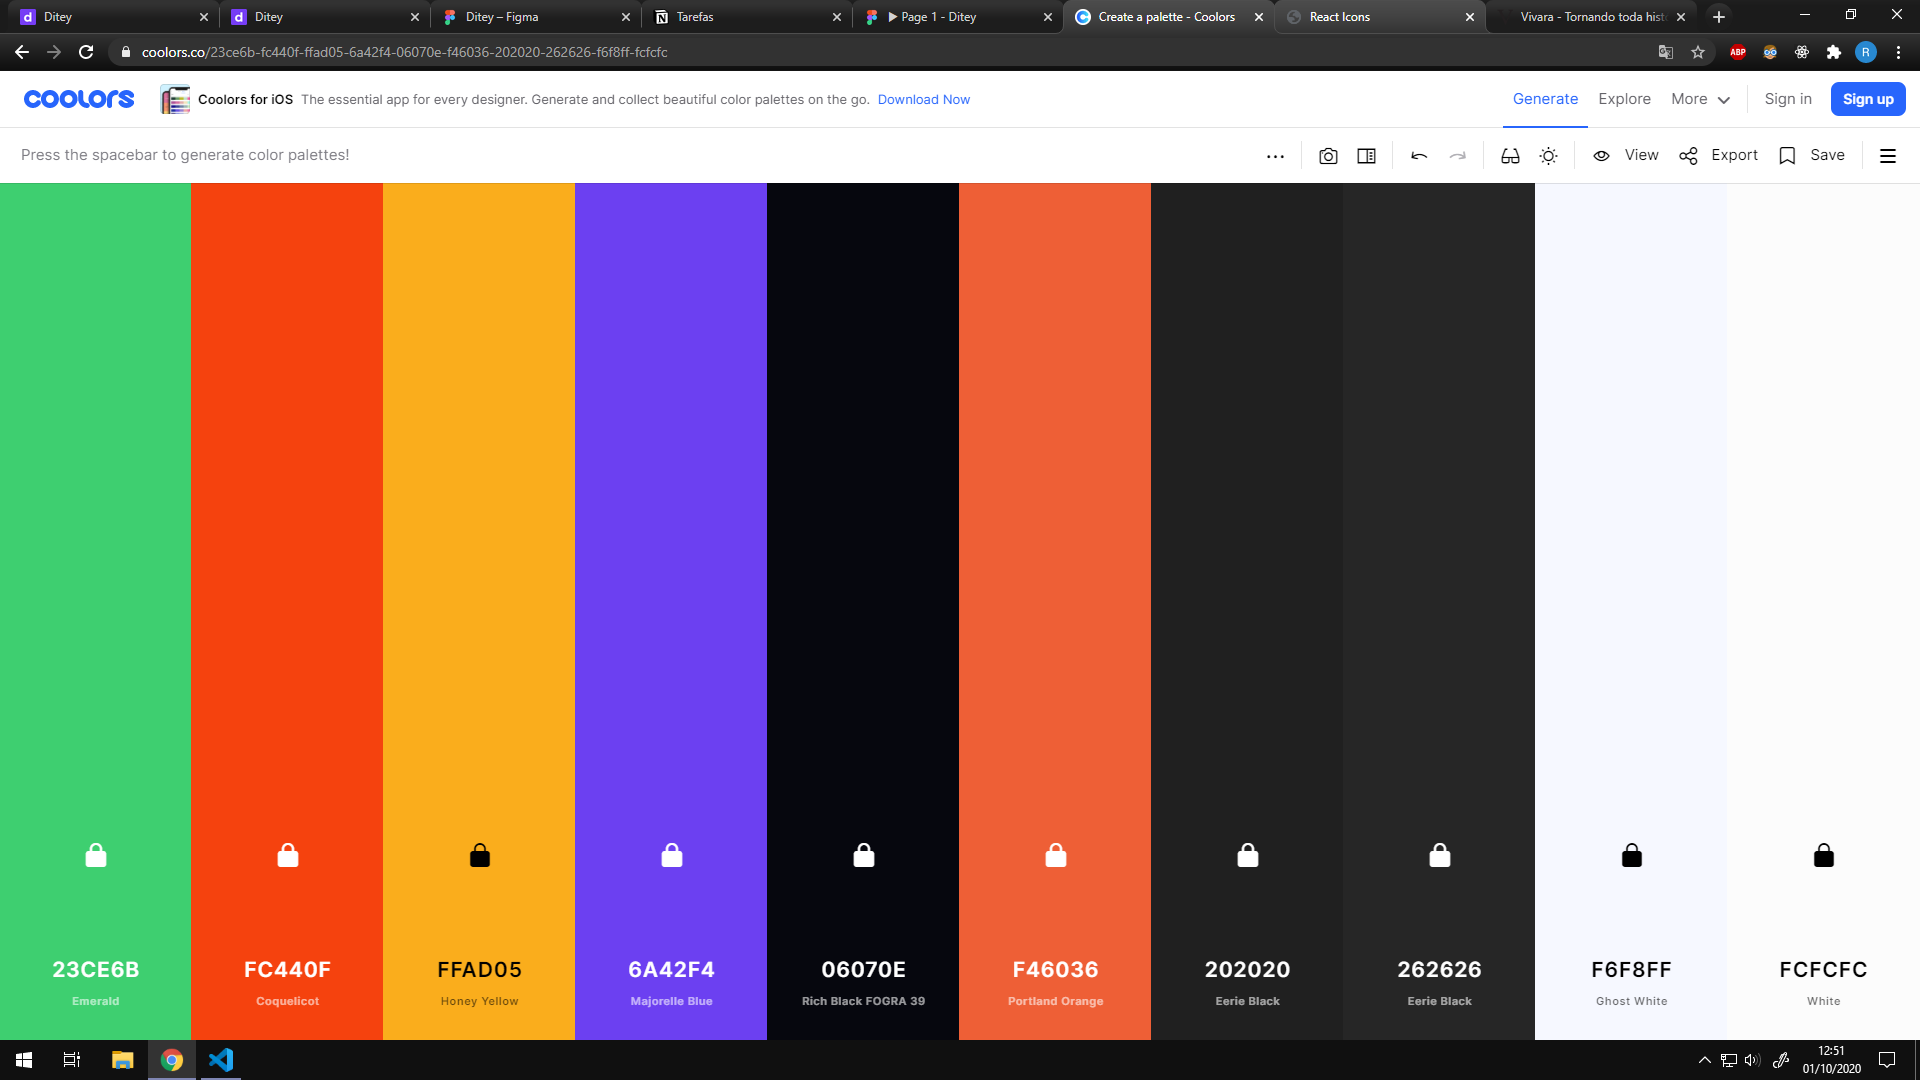 Ditey
Ditey
Ditey – Figma
Tarefas
▶ Page 1 - Ditey
Create a palette - Coolors
React Icons
Vivara - Tornando toda hist
coolors.co/23ce6b-fc440f-ffad05-6a42f4-06070e-f46036-202020-262626-f6f8ff-fcfcfc
ABP
R
coolors
Coolors for iOS The essential app for every designer. Generate and collect beautiful color palettes on the go. Download Now
Generate
Explore
More
Sign in
Sign up
Press the spacebar to generate color palettes!
View
Export
Save
23CE6B
Emerald
FC440F
Coquelicot
FFAD05
Honey Yellow
6A42F4
Majorelle Blue
06070E
Rich Black FOGRA 39
F46036
Portland Orange
202020
Eerie Black
262626
Eerie Black
F6F8FF
Ghost White
FCFCFC
White
12:51
01/10/2020